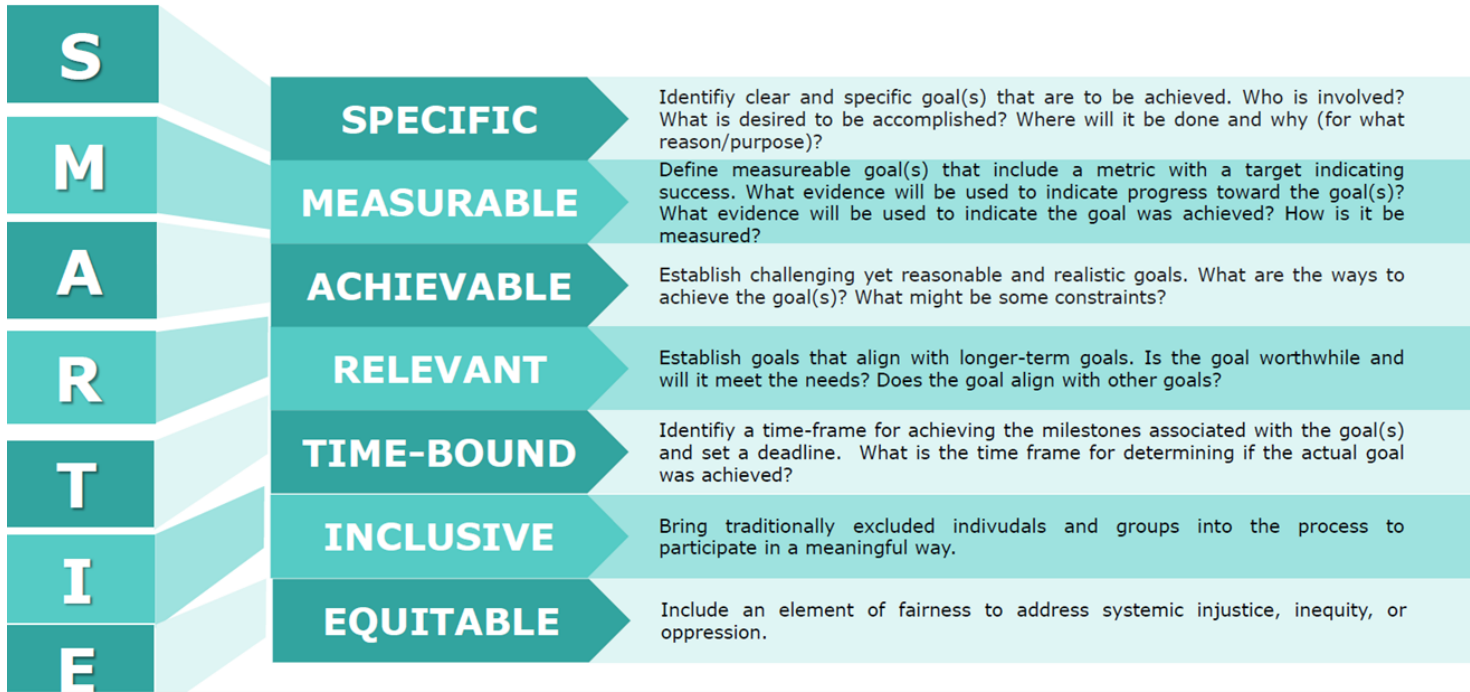 S
M
A
R
T
I
E
SPECIFIC
Identifiy clear and specific goal(s) that are to be achieved. Who is involved?
What is desired to be accomplished? Where will it be done and why (for what
reason/purpose)?
MEASURABLE
Define measureable goal(s) that include a metric with a target indicating
success. What evidence will be used to indicate progress toward the goal(s)?
What evidence will be used to indicate the goal was achieved? How is it be
measured?
ACHIEVABLE
Establish challenging yet reasonable and realistic goals. What are the ways to
achieve the goal(s)? What might be some constraints?
RELEVANT
Establish goals that align with longer-term goals. Is the goal worthwhile and
will it meet the needs? Does the goal align with other goals?
TIME-BOUND
Identifiy a time-frame for achieving the milestones associated with the goal(s)
and set a deadline. What is the time frame for determining if the actual goal
was achieved?
INCLUSIVE
Bring traditionally excluded indivudals and groups into the process to
participate in a meaningful way.
EQUITABLE
Include an element of fairness to address systemic injustice, inequity, or
oppression.